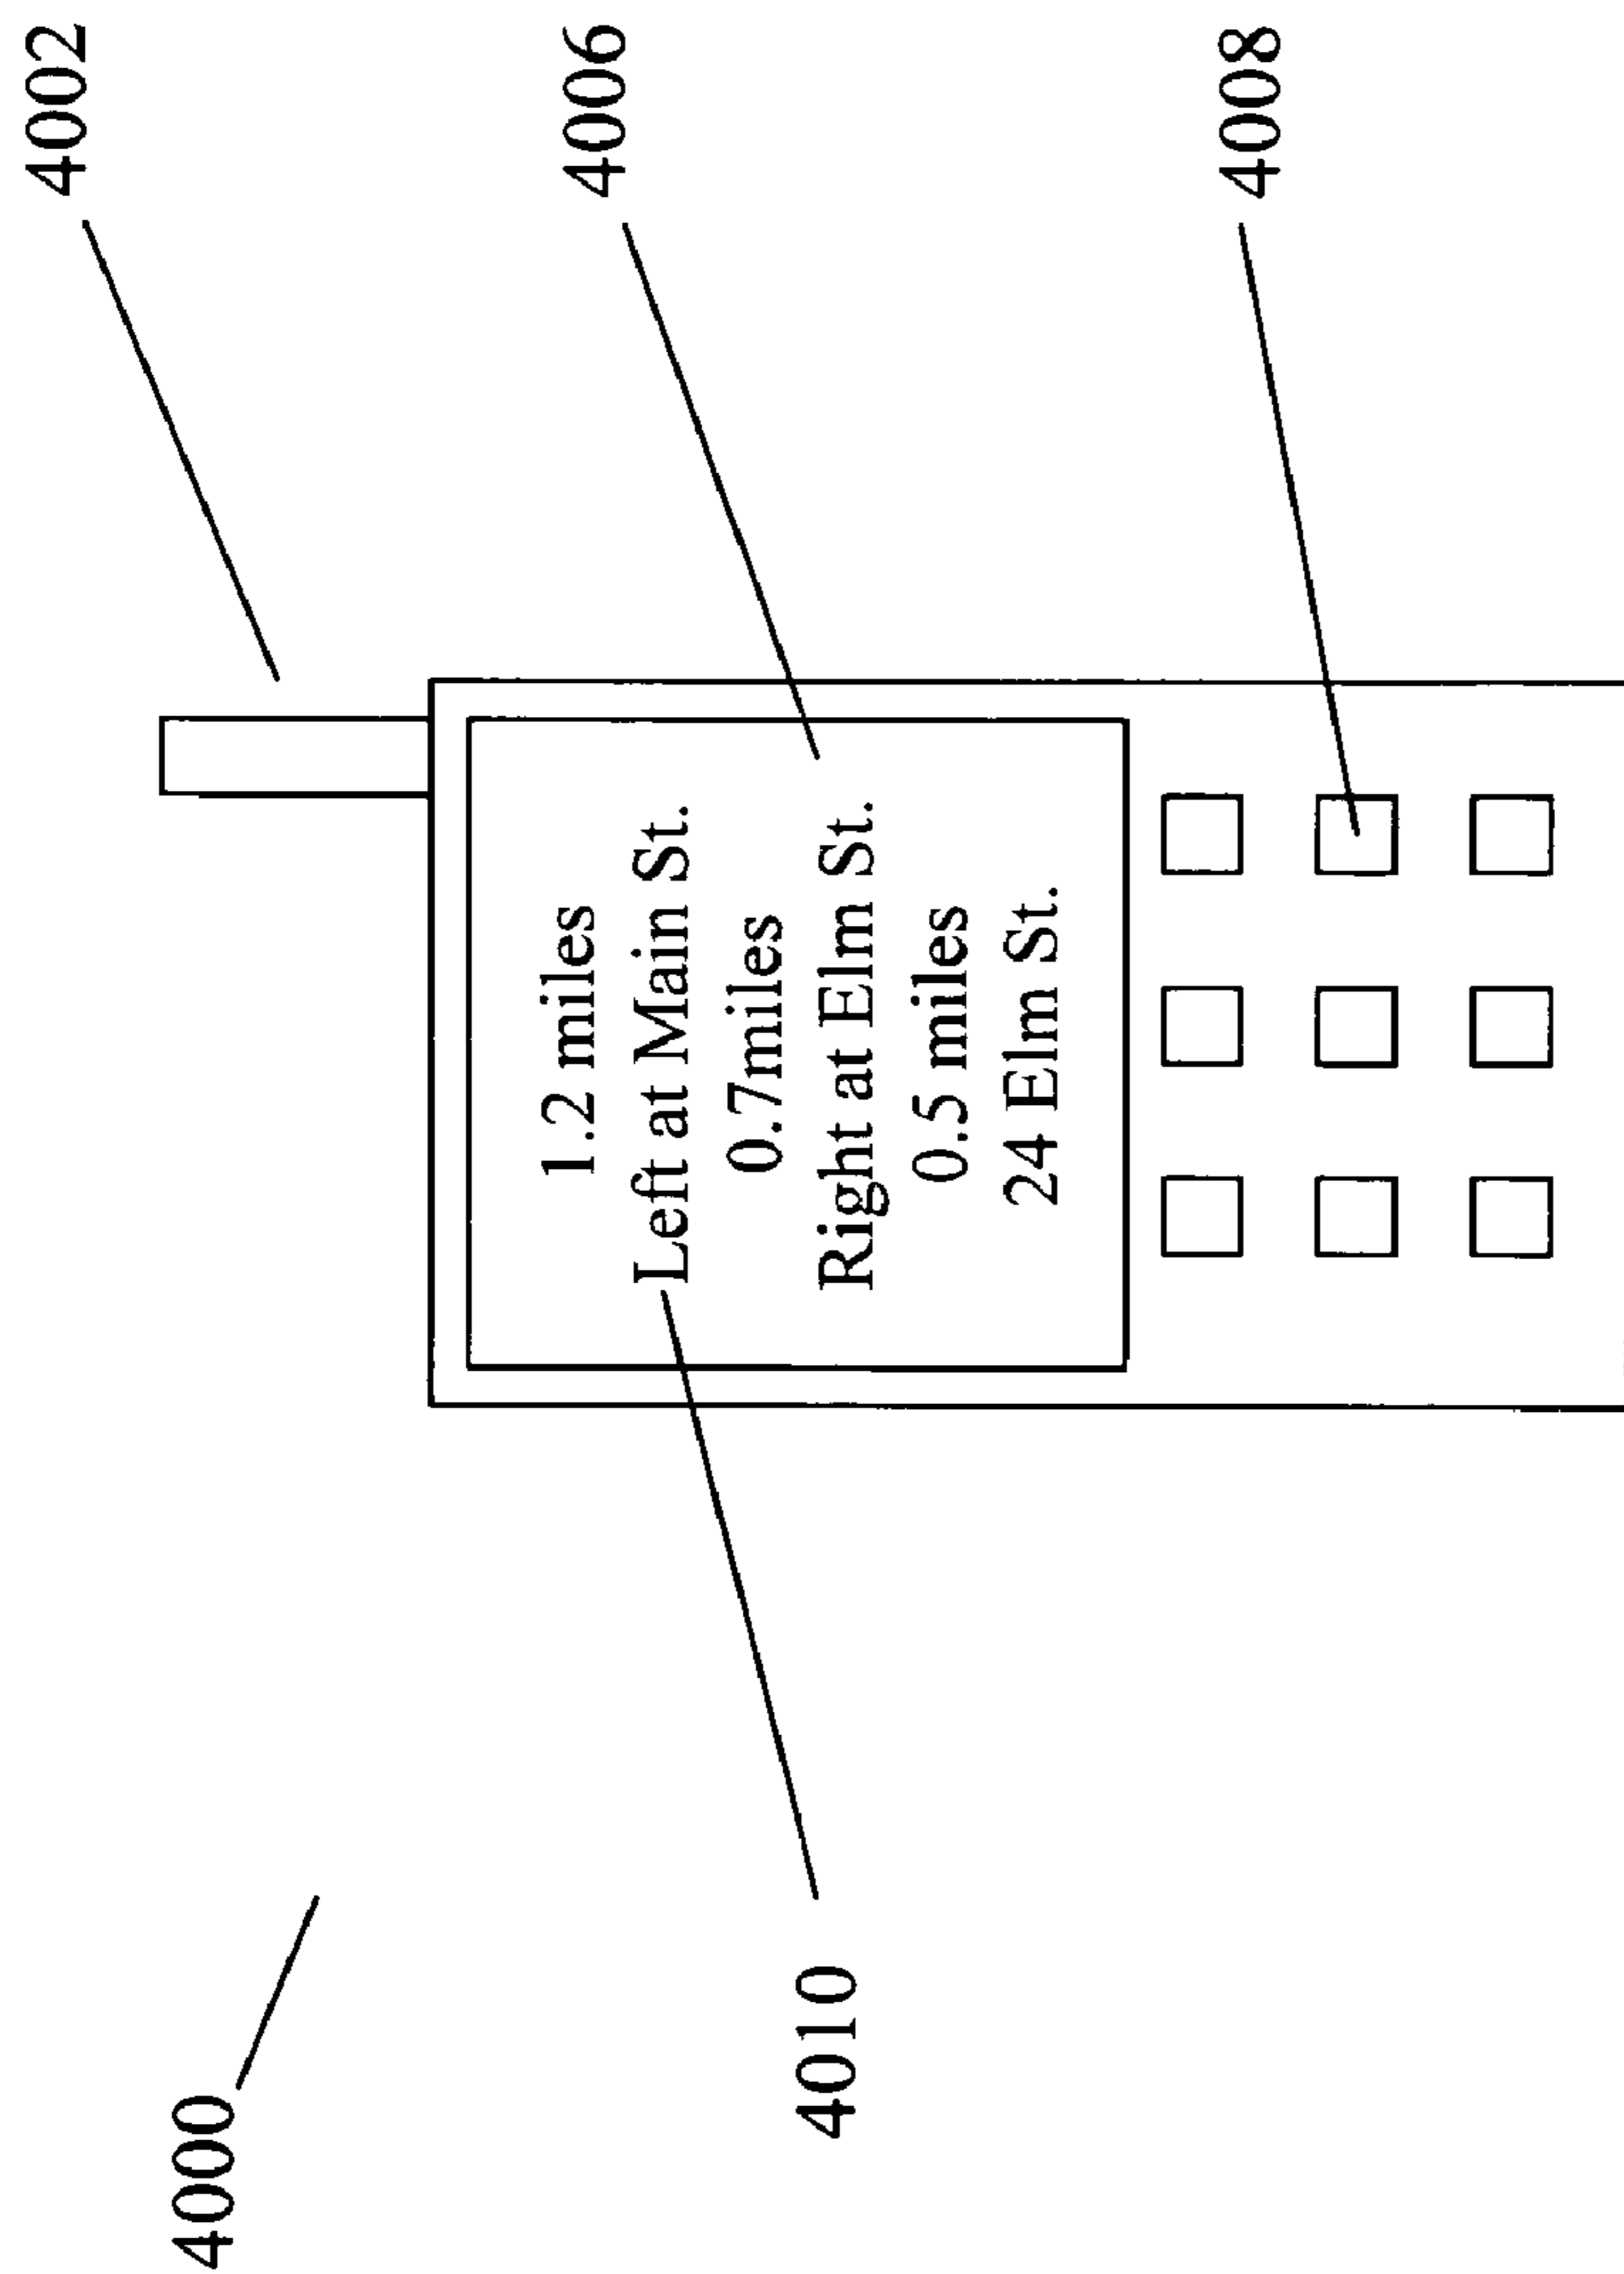 4002
4006
4008
1.2 miles
Left at Main St.
0.7miles
Right at Elm St.
0.5 miles
24 Elm St.
4000
4010